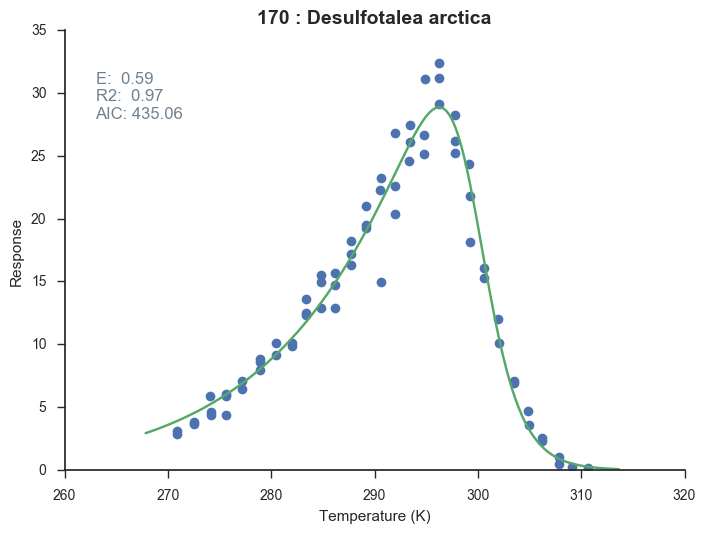 170 : Desulfotalea arctica
E:  0.59
R2:  0.97
AIC: 435.06
Response
35
30
25
20
15
10
5
0
260 270 280 290 300 310 320
Temperature (K)